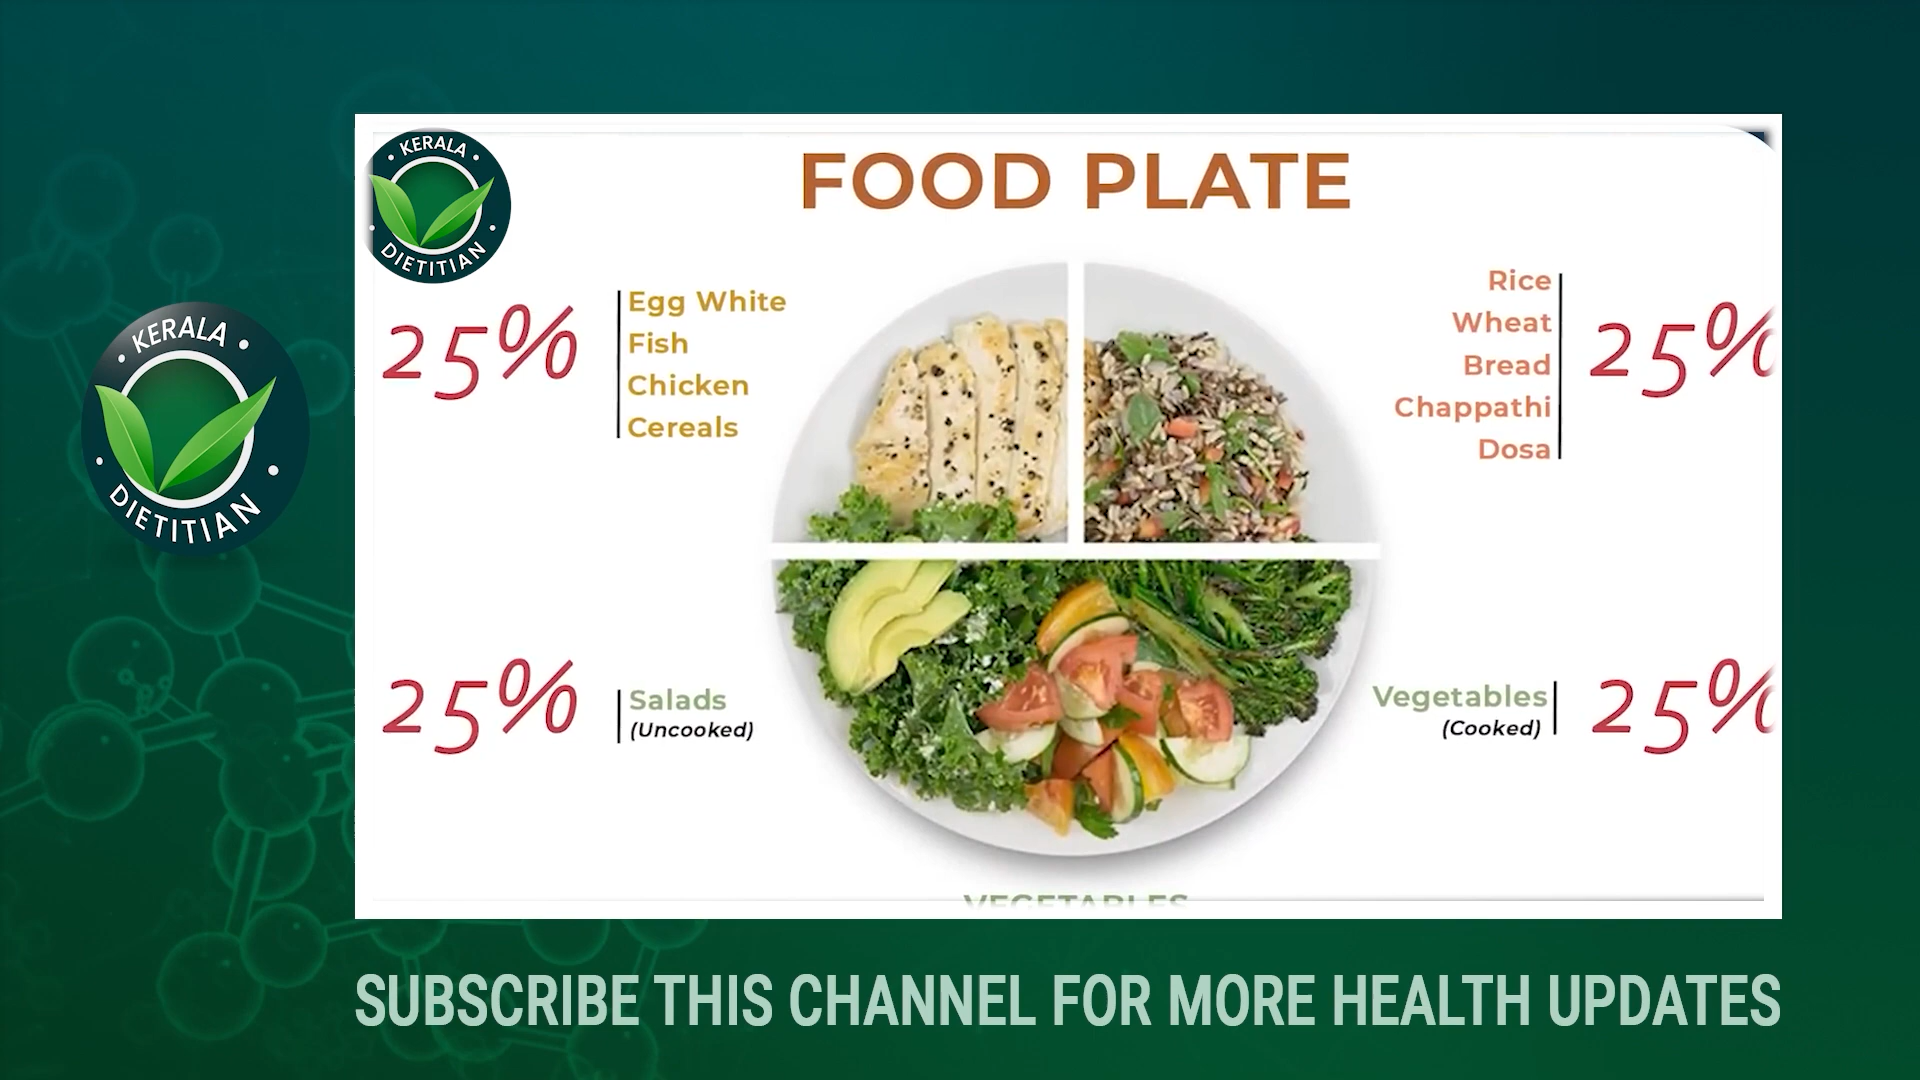 KERALA
DIETITIAN
FOOD PLATE
25%
Egg White
Fish
Chicken
Cereals
Rice
Wheat
Bread
Chappathi
Dosa
25%
KERALA
DIETITIAN
25%
Salads
(Uncooked)
Vegetables
(Cooked)
25%
VEGETABLES
SUBSCRIBE THIS CHANNEL FOR MORE HEALTH UPDATES